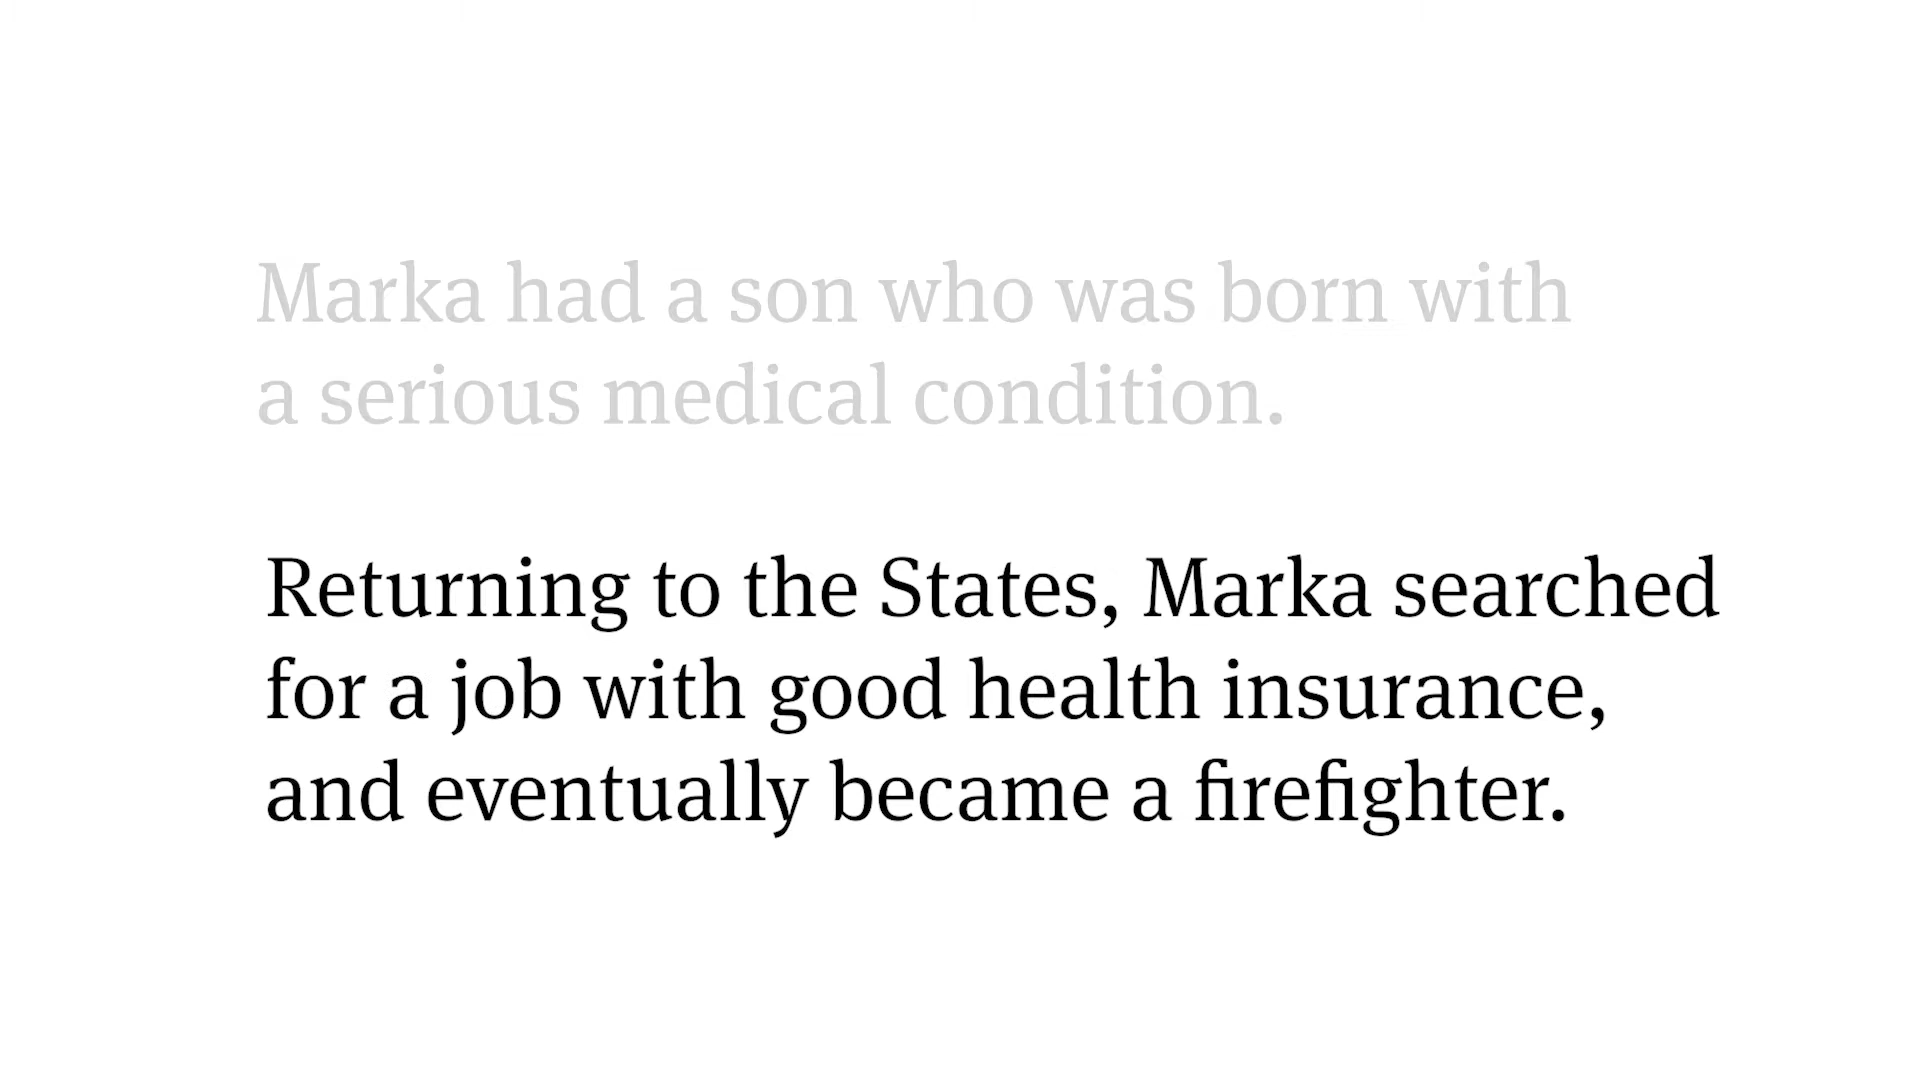 Marka had a son who was born with
a serious medical condition.
Returning to the States, Marka searched
for a job with good health insurance,
and eventually became a firefighter.